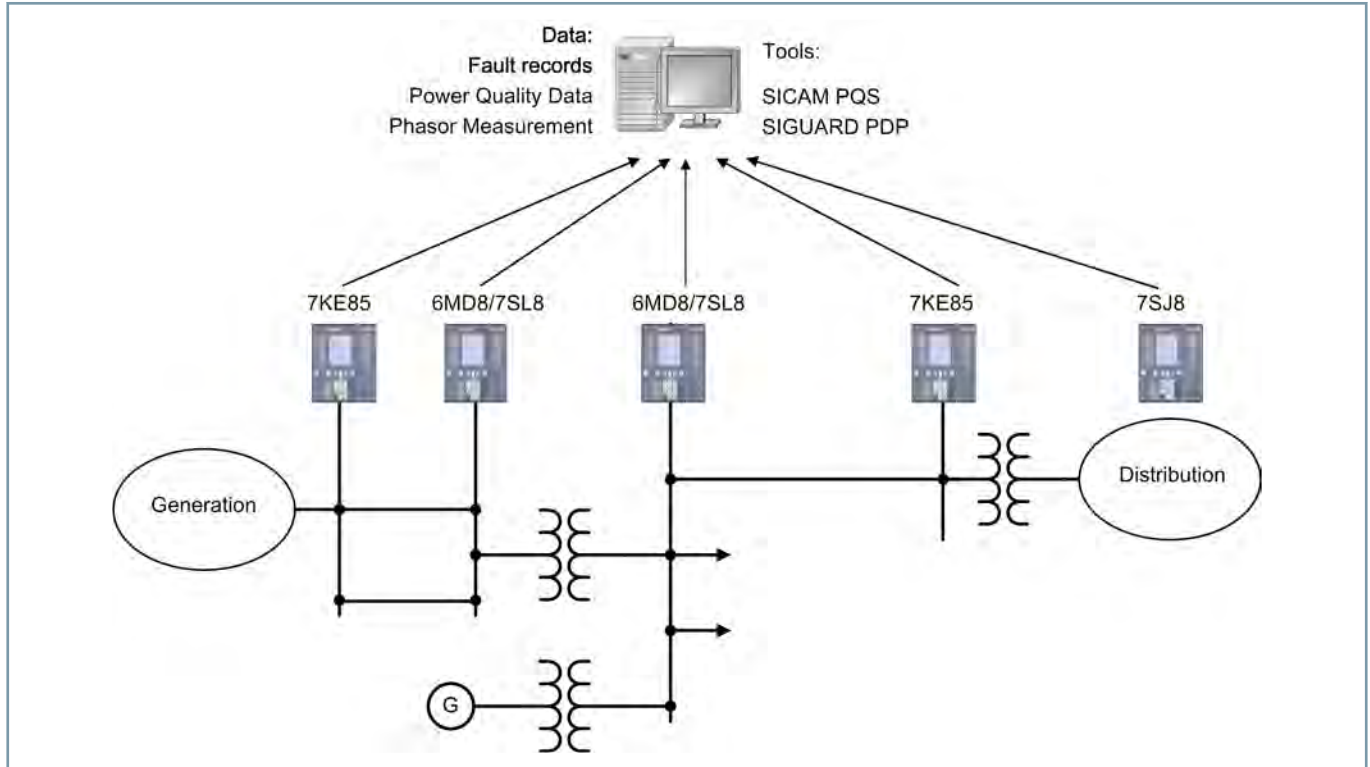 Data:
Fault records
Power Quality Data
Phasor Measurement
Tools:
SICAM PQS
SIGUARD PDP
7KE85
6MD8/7SL8
6MD8/7SL8
7KE85
7SJ8
Generation
Distribution
G